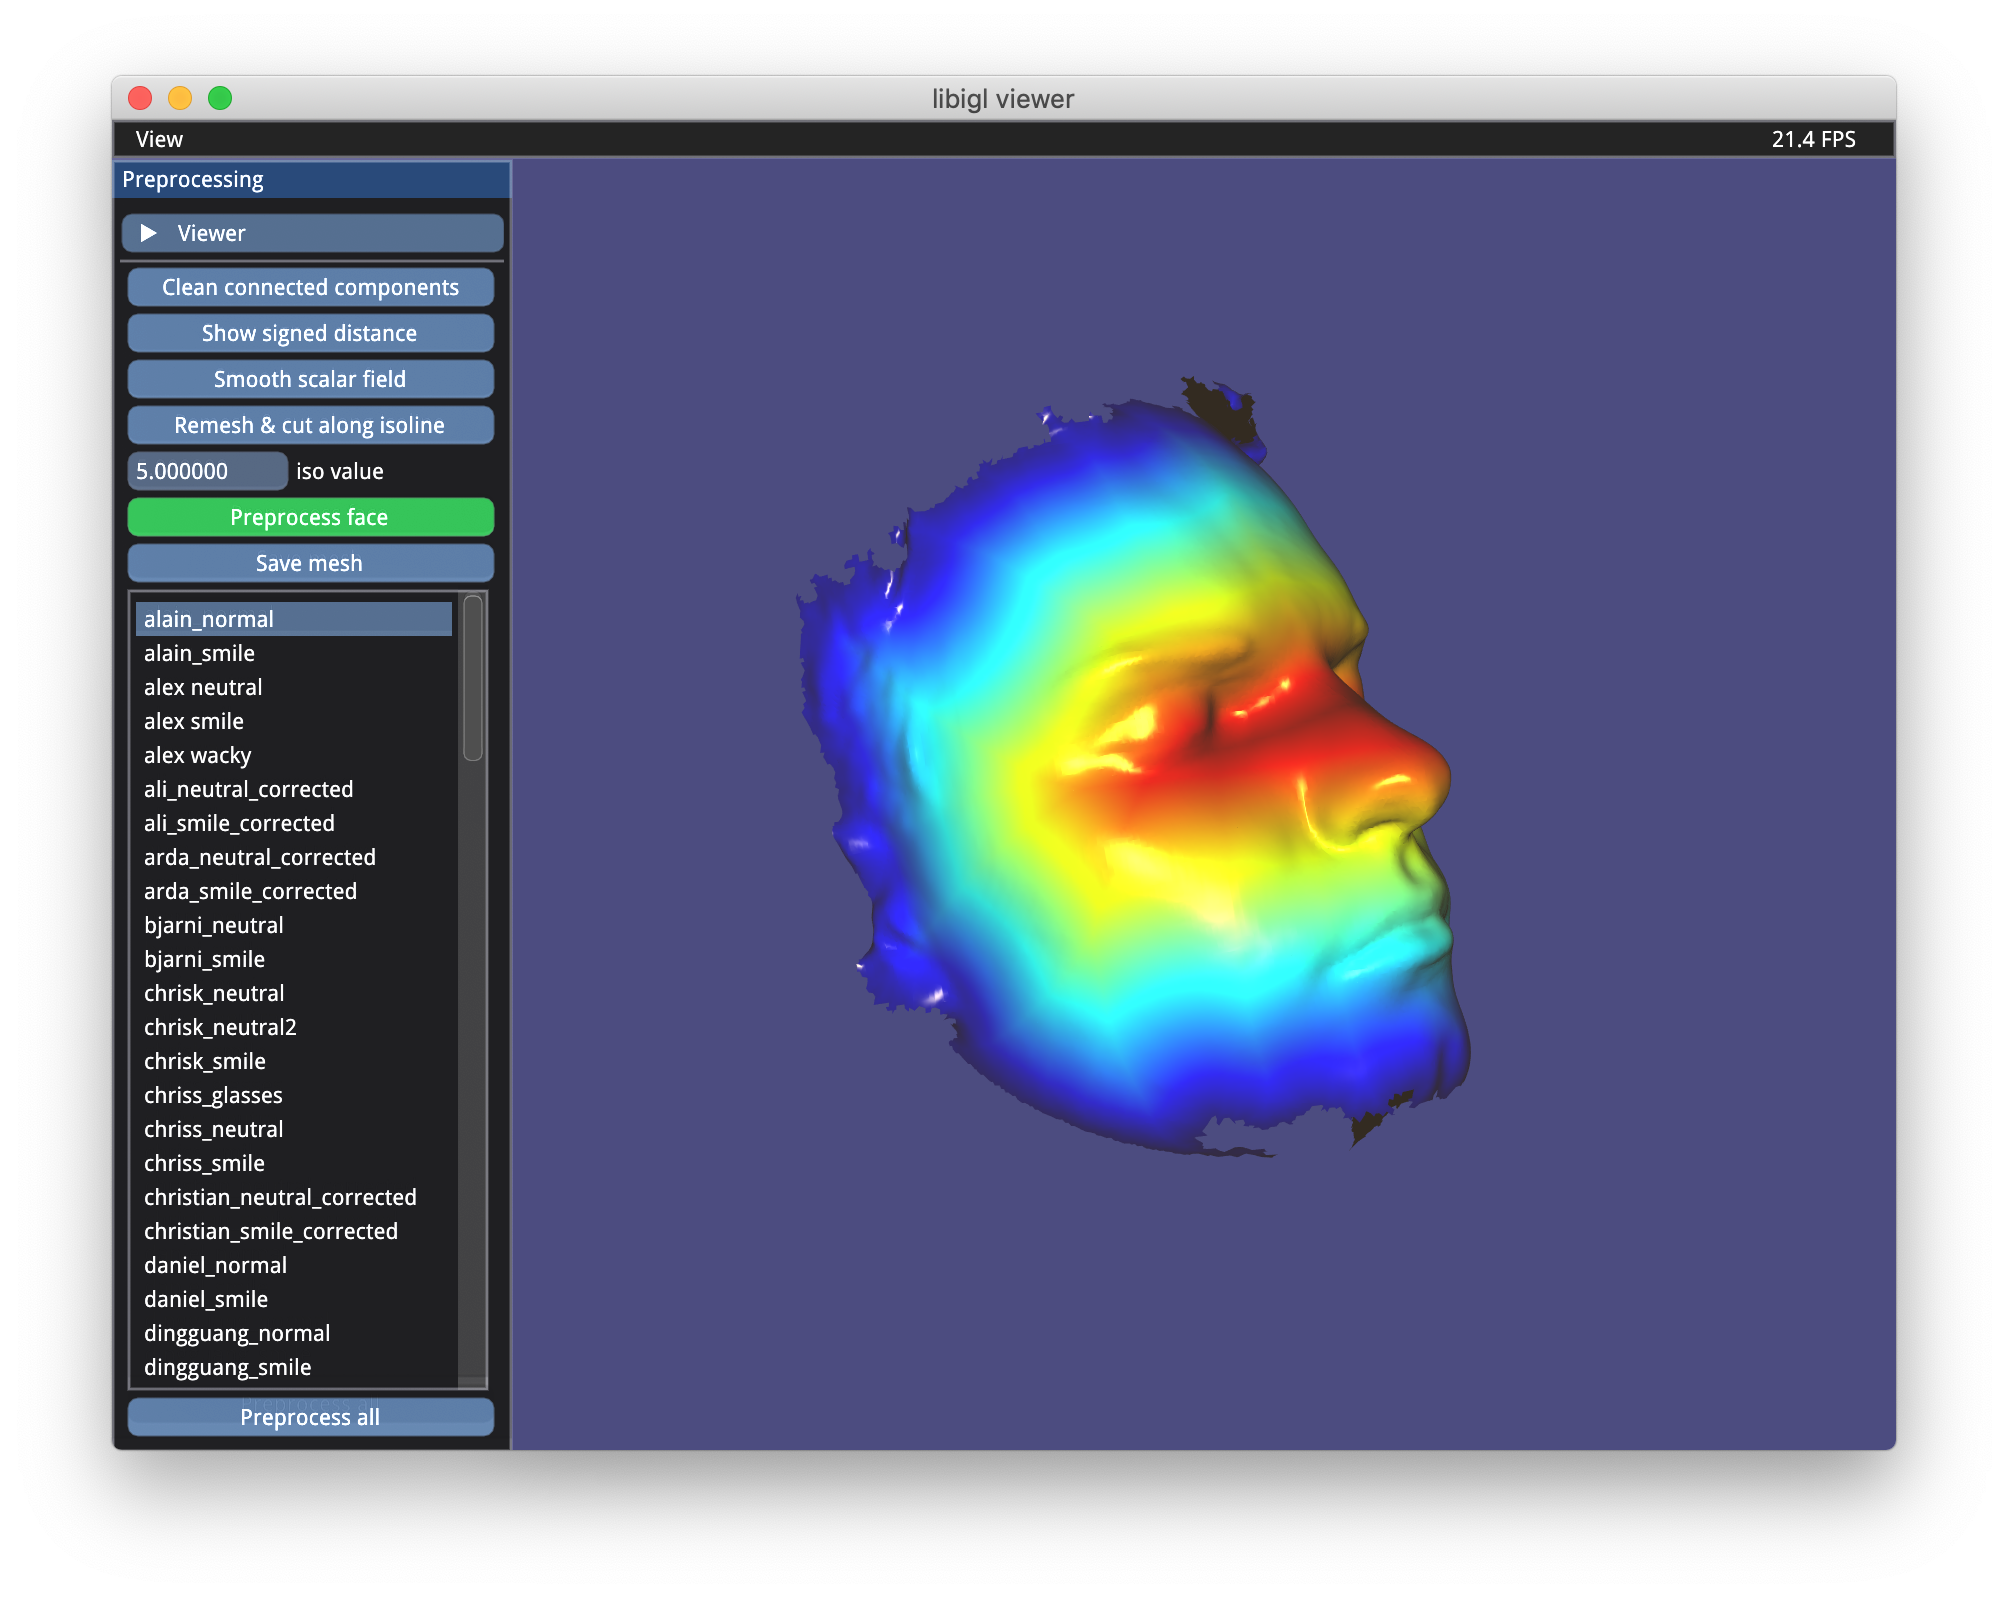 libigl viewer
View
21.4 FPS
Preprocessing
Viewer
Clean connected components
Show signed distance
Smooth scalar field
Remesh & cut along isoline
5.000000 iso value
Preprocess face
Save mesh
alain_normal
alain_smile
alex neutral
alex smile
alex wacky
ali_neutral_corrected
ali_smile_corrected
arda_neutral_corrected
arda_smile_corrected
bjarni_neutral
bjarni_smile
chrisk_neutral
chrisk_neutral2
chrisk_smile
chriss_glasses
chriss_neutral
chriss_smile
christian_neutral_corrected
christian_smile_corrected
daniel_normal
daniel_smile
dingguang_normal
dingguang_smile
Preprocess all